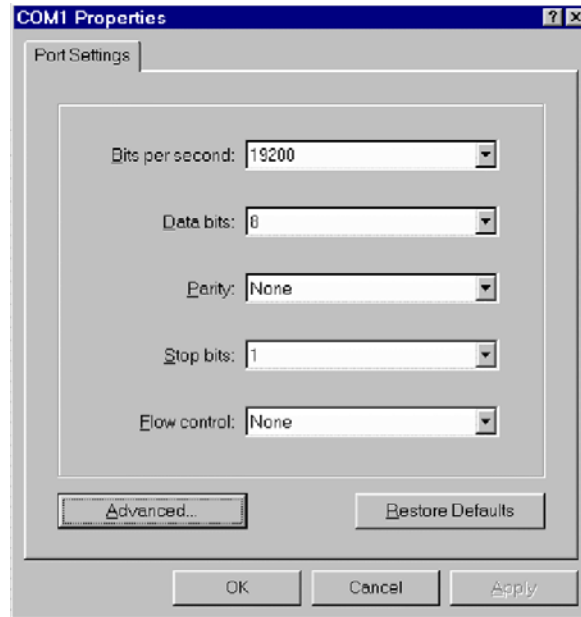 COM1 Properties
Port Settings
Bits per second: 19200
Data bits: 8
Parity: None
Stop bits: 1
Flow control: None
Advanced...
Restore Defaults
OK Cancel Apply